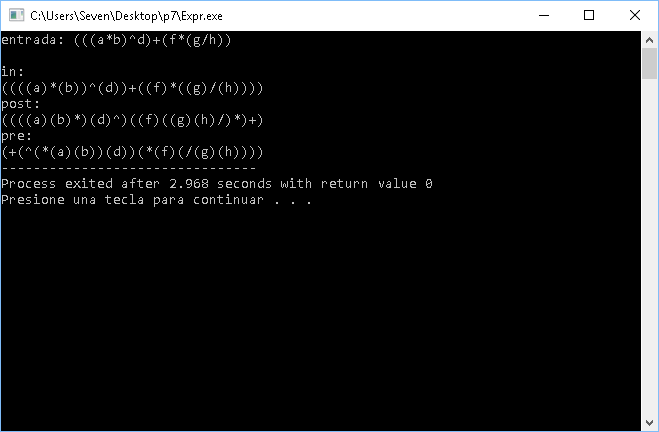 C:\Users\Seven\Desktop\p7\Expr.exe
entrada: (((a*b)^d)+(f*(g/h))
in:
((((a)*(b))^(d))+((f)*((g)/(h))))
post:
((((a)(b)*)(d)^)((f)((g)(h)/)*)+)
pre:
(+(^(*(a)(b))(d))(*(f)(/(g)(h))))
--------------------------------
Process exited after 2.968 seconds with return value 0
Presione una tecla para continuar . . .